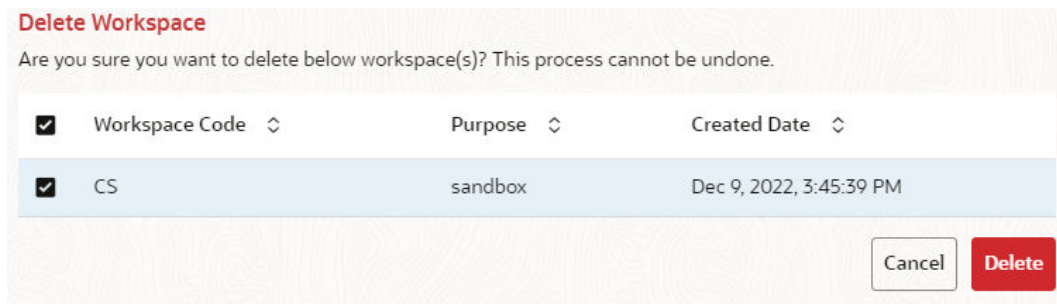 Delete Workspace
Are you sure you want to delete below workspace(s)? This process cannot be undone.
Workspace Code Purpose Created Date
CS sandbox Dec 9, 2022, 3:45:39 PM
Cancel Delete